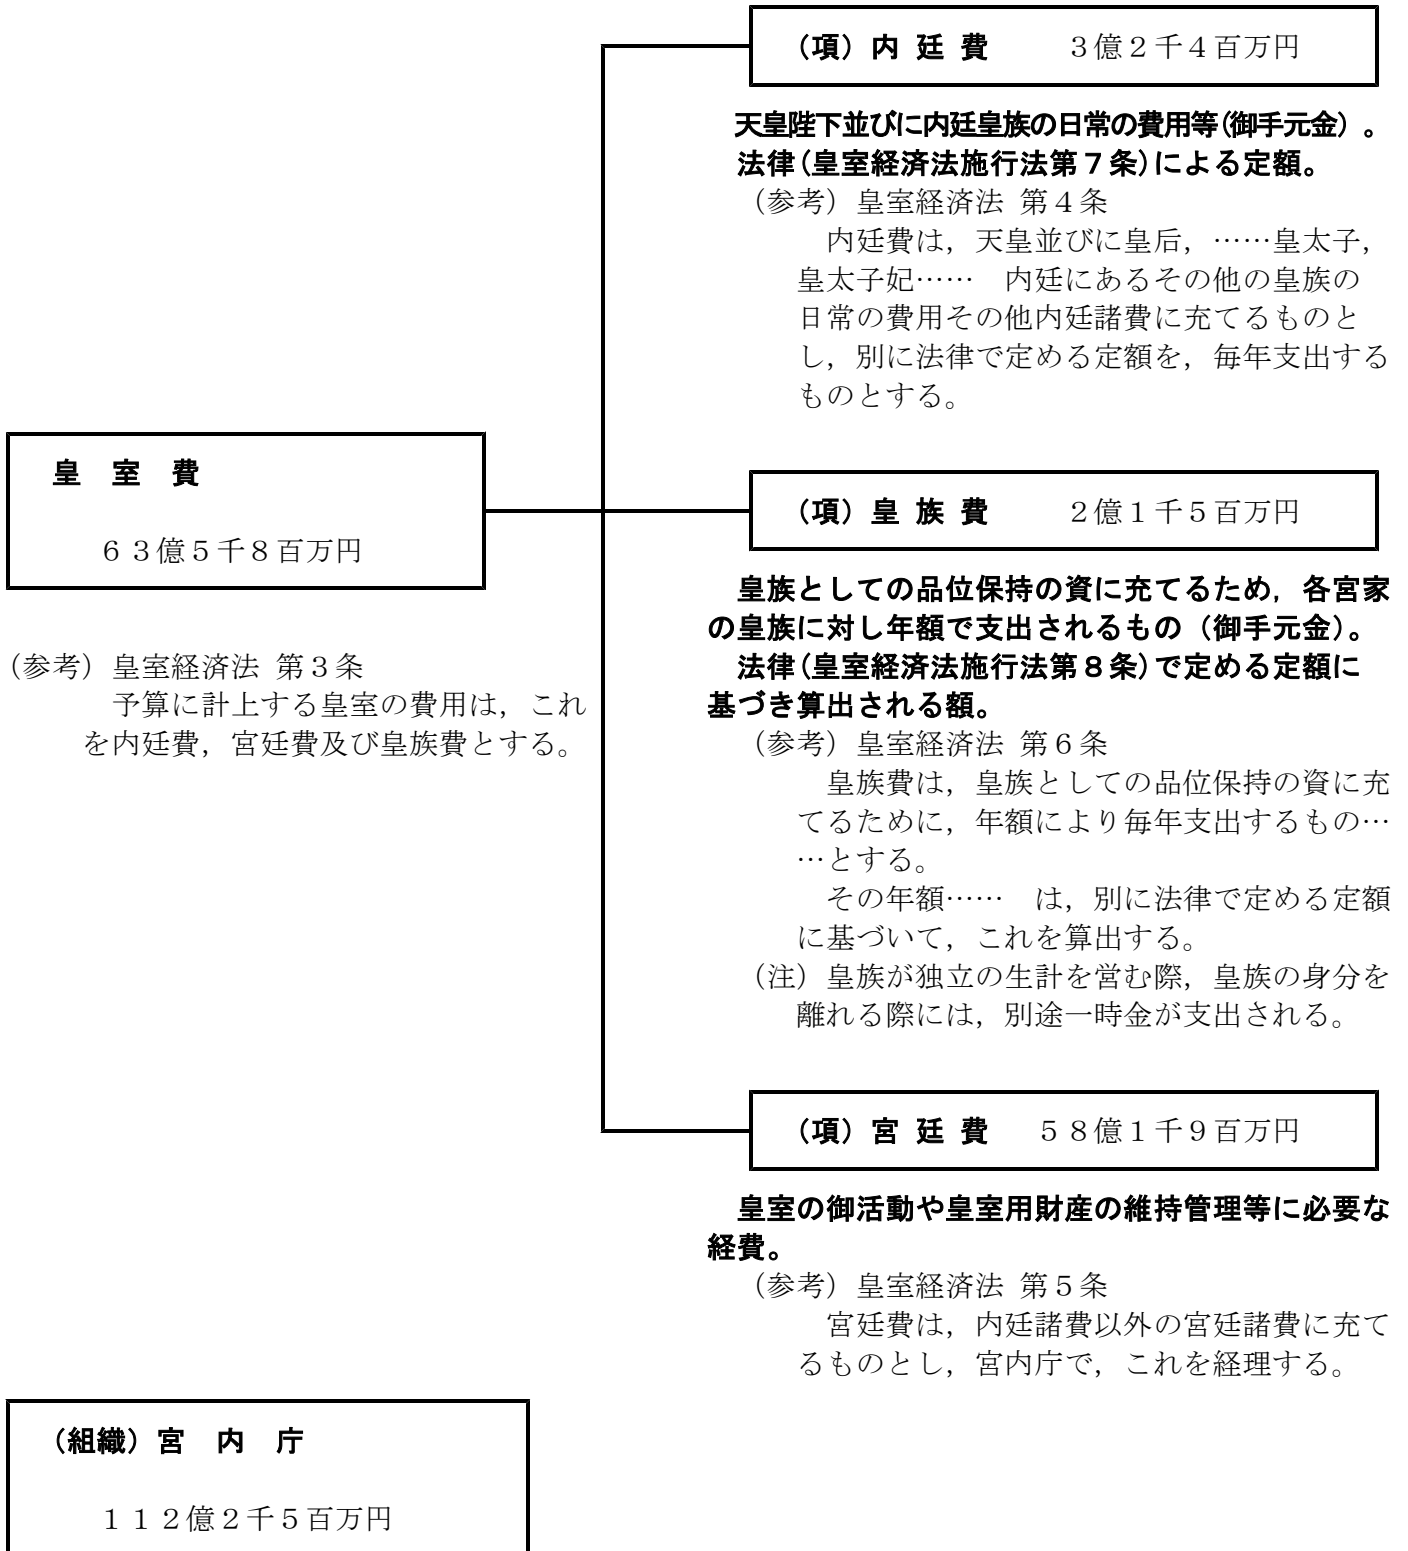 （項）内 廷 費　　３億２千４百万円
天皇陛下並びに内廷皇族の日常の費用等（御手元金）。
法律（皇室経済法施行法第７条）による定額。
（参考）皇室経済法 第４条
内廷費は，天皇並びに皇后，……皇太子，
皇太子妃……　内廷にあるその他の皇族の
日常の費用その他内廷諸費に充てるものと
し，別に法律で定める定額を，毎年支出する
ものとする。
皇　室　費
６３億５千８百万円
（参考）皇室経済法 第３条
予算に計上する皇室の費用は，これ
を内廷費，宮廷費及び皇族費とする。
（項）皇 族 費　　２億１千５百万円
皇族としての品位保持の資に充てるため，各宮家
の皇族に対し年額で支出されるもの（御手元金）。
法律（皇室経済法施行法第８条）で定める定額に
基づき算出される額。
（参考）皇室経済法 第６条
皇族費は，皇族としての品位保持の資に充
てるために，年額により毎年支出するもの…
…とする。
その年額……　は，別に法律で定める定額
に基づいて，これを算出する。
（注）皇族が独立の生計を営む際，皇族の身分を
離れる際には，別途一時金が支出される。
（項）宮 廷 費　５８億１千９百万円
皇室の御活動や皇室用財産の維持管理等に必要な
経費。
（参考）皇室経済法 第５条
宮廷費は，内廷諸費以外の宮廷諸費に充て
るものとし，宮内庁で，これを経理する。
（組織）宮　内　庁
１１２億２千５百万円